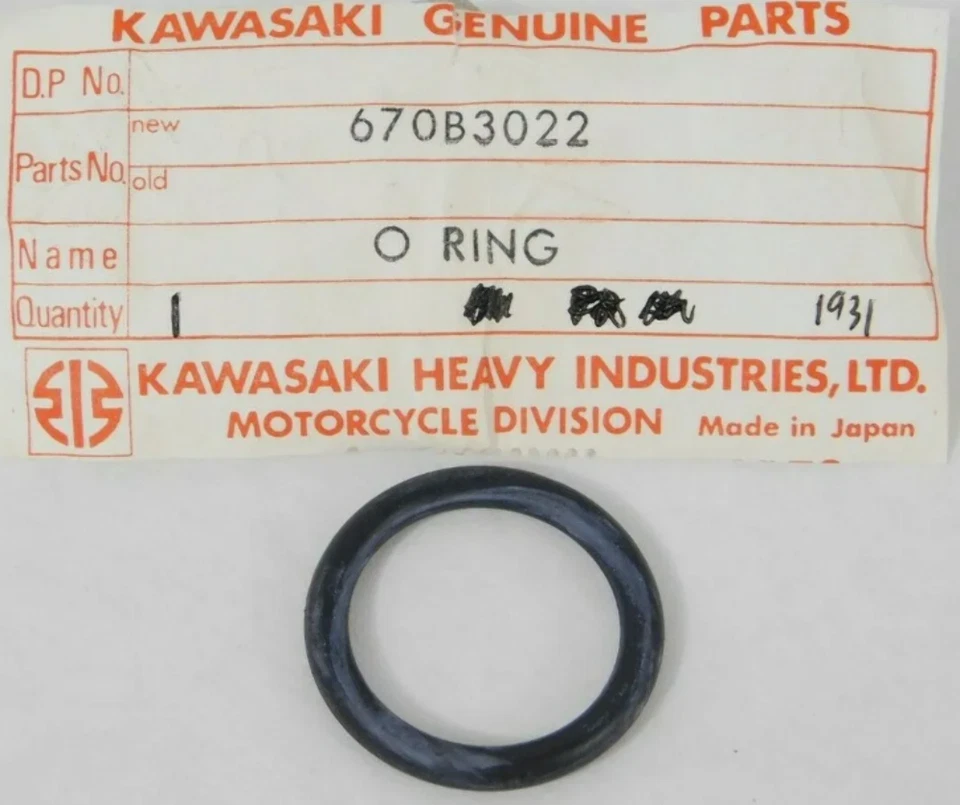 KAWASAKI GENUINE PARTS
D.P No.
Parts No. new 670B3022
old
Name O RING
Quantity 1 1931
KAWASAKI HEAVY INDUSTRIES, LTD.
MOTORCYCLE DIVISION Made in Japan